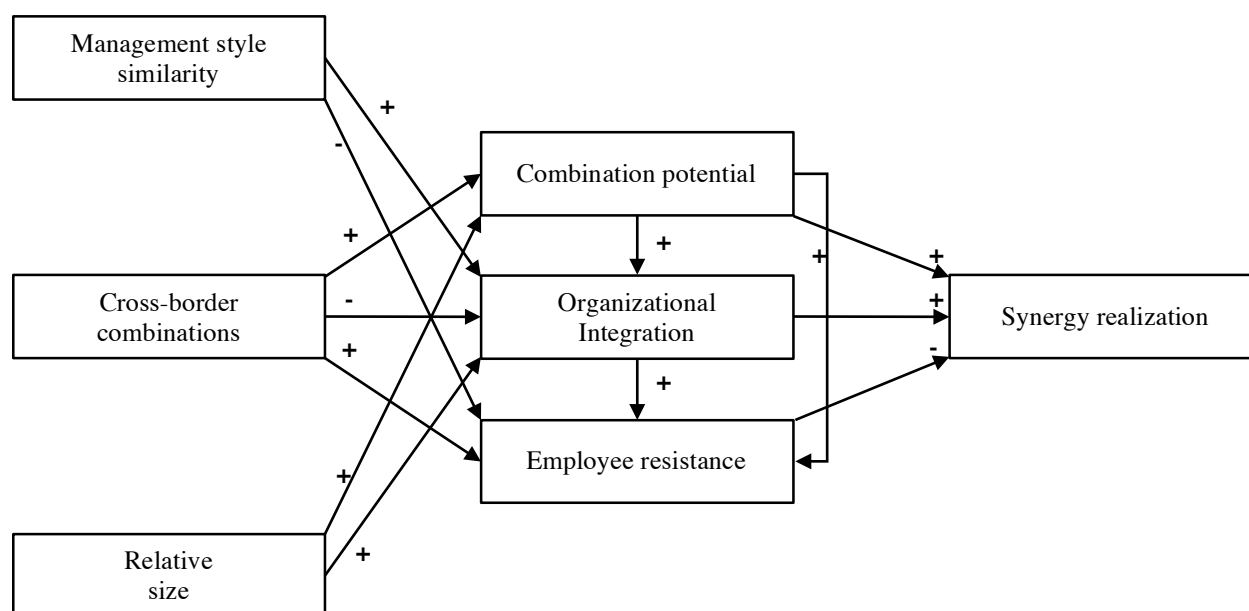 Management style
similarity
+
-
Combination potential
+
+
+
+
Cross-border
combinations
-
+
Organizational
Integration
+
-
Synergy realization
+
Employee resistance
+
+
Relative
size